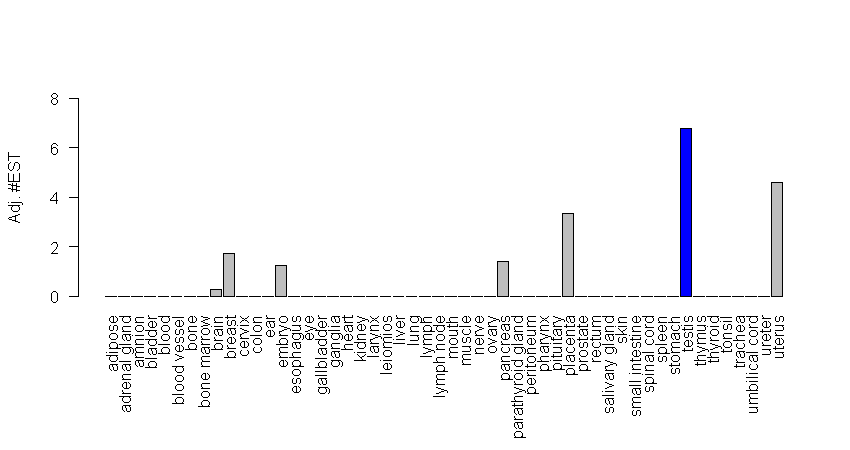 Adj. #EST
8
6
4
2
0
adipose
adrenal gland
amnion
bladder
blood
blood vessel
bone
bone marrow
brain
breast
cervix
colon
ear
embryo
esophagus
eye
gallbladder
ganglia
heart
kidney
larynx
leiomios
liver
lung
lymph
lymph node
mouth
muscle
nerve
ovary
pancreas
parathyroid gland
peritoneum
pharynx
pituitary
placenta
prostate
rectum
salivary gland
skin
small intestine
spinal cord
spleen
stomach
testis
thymus
thyroid
tonsil
trachea
umbilical cord
ureter
uterus